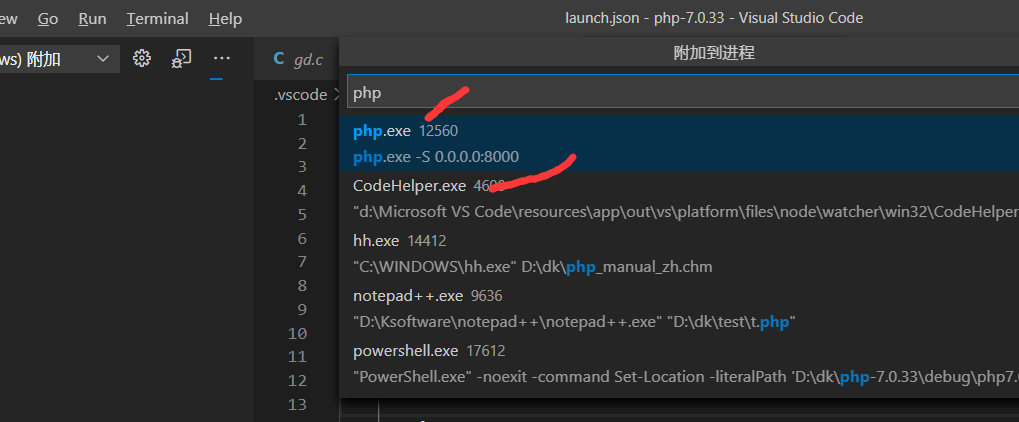 ew Go Run Terminal Help launch.json - php-7.0.33 - Visual Studio Code
ws) 附加
C gd.c
附加到进程
.vscode
php
php.exe 12560
php.exe -S 0.0.0.0:8000
CodeHelper.exe
"d:\Microsoft VS Code\resources\app\out\vs\platform\files\node\watcher\win32\CodeHelper
hh.exe 14412
"C:\WINDOWS\hh.exe" D:\dk\php_manual_zh.chm
notepad++.exe 9636
"D:\Ksoftware\notepad++\notepad++.exe" "D:\dk\test\t.php"
powershell.exe 17612
"PowerShell.exe" -noexit -command Set-Location -literalPath 'D:\dk\php-7.0.33\debug\php7.0
1
2
3
4
5
6
7
8
9
10
11
12
13